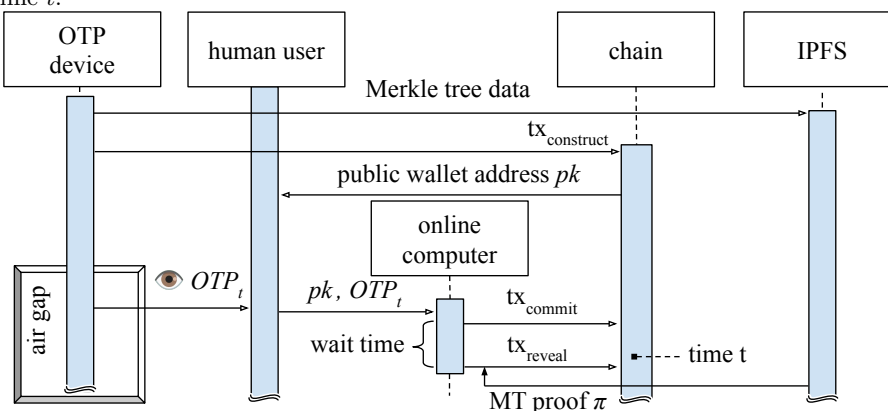 OTP
device
human user
chain
IPFS
Merkle tree data
tx_construct
public wallet address pk
online
computer
air gap
OTP_t
pk, OTP_t
tx_commit
wait time
tx_reveal
time t
MT proof π